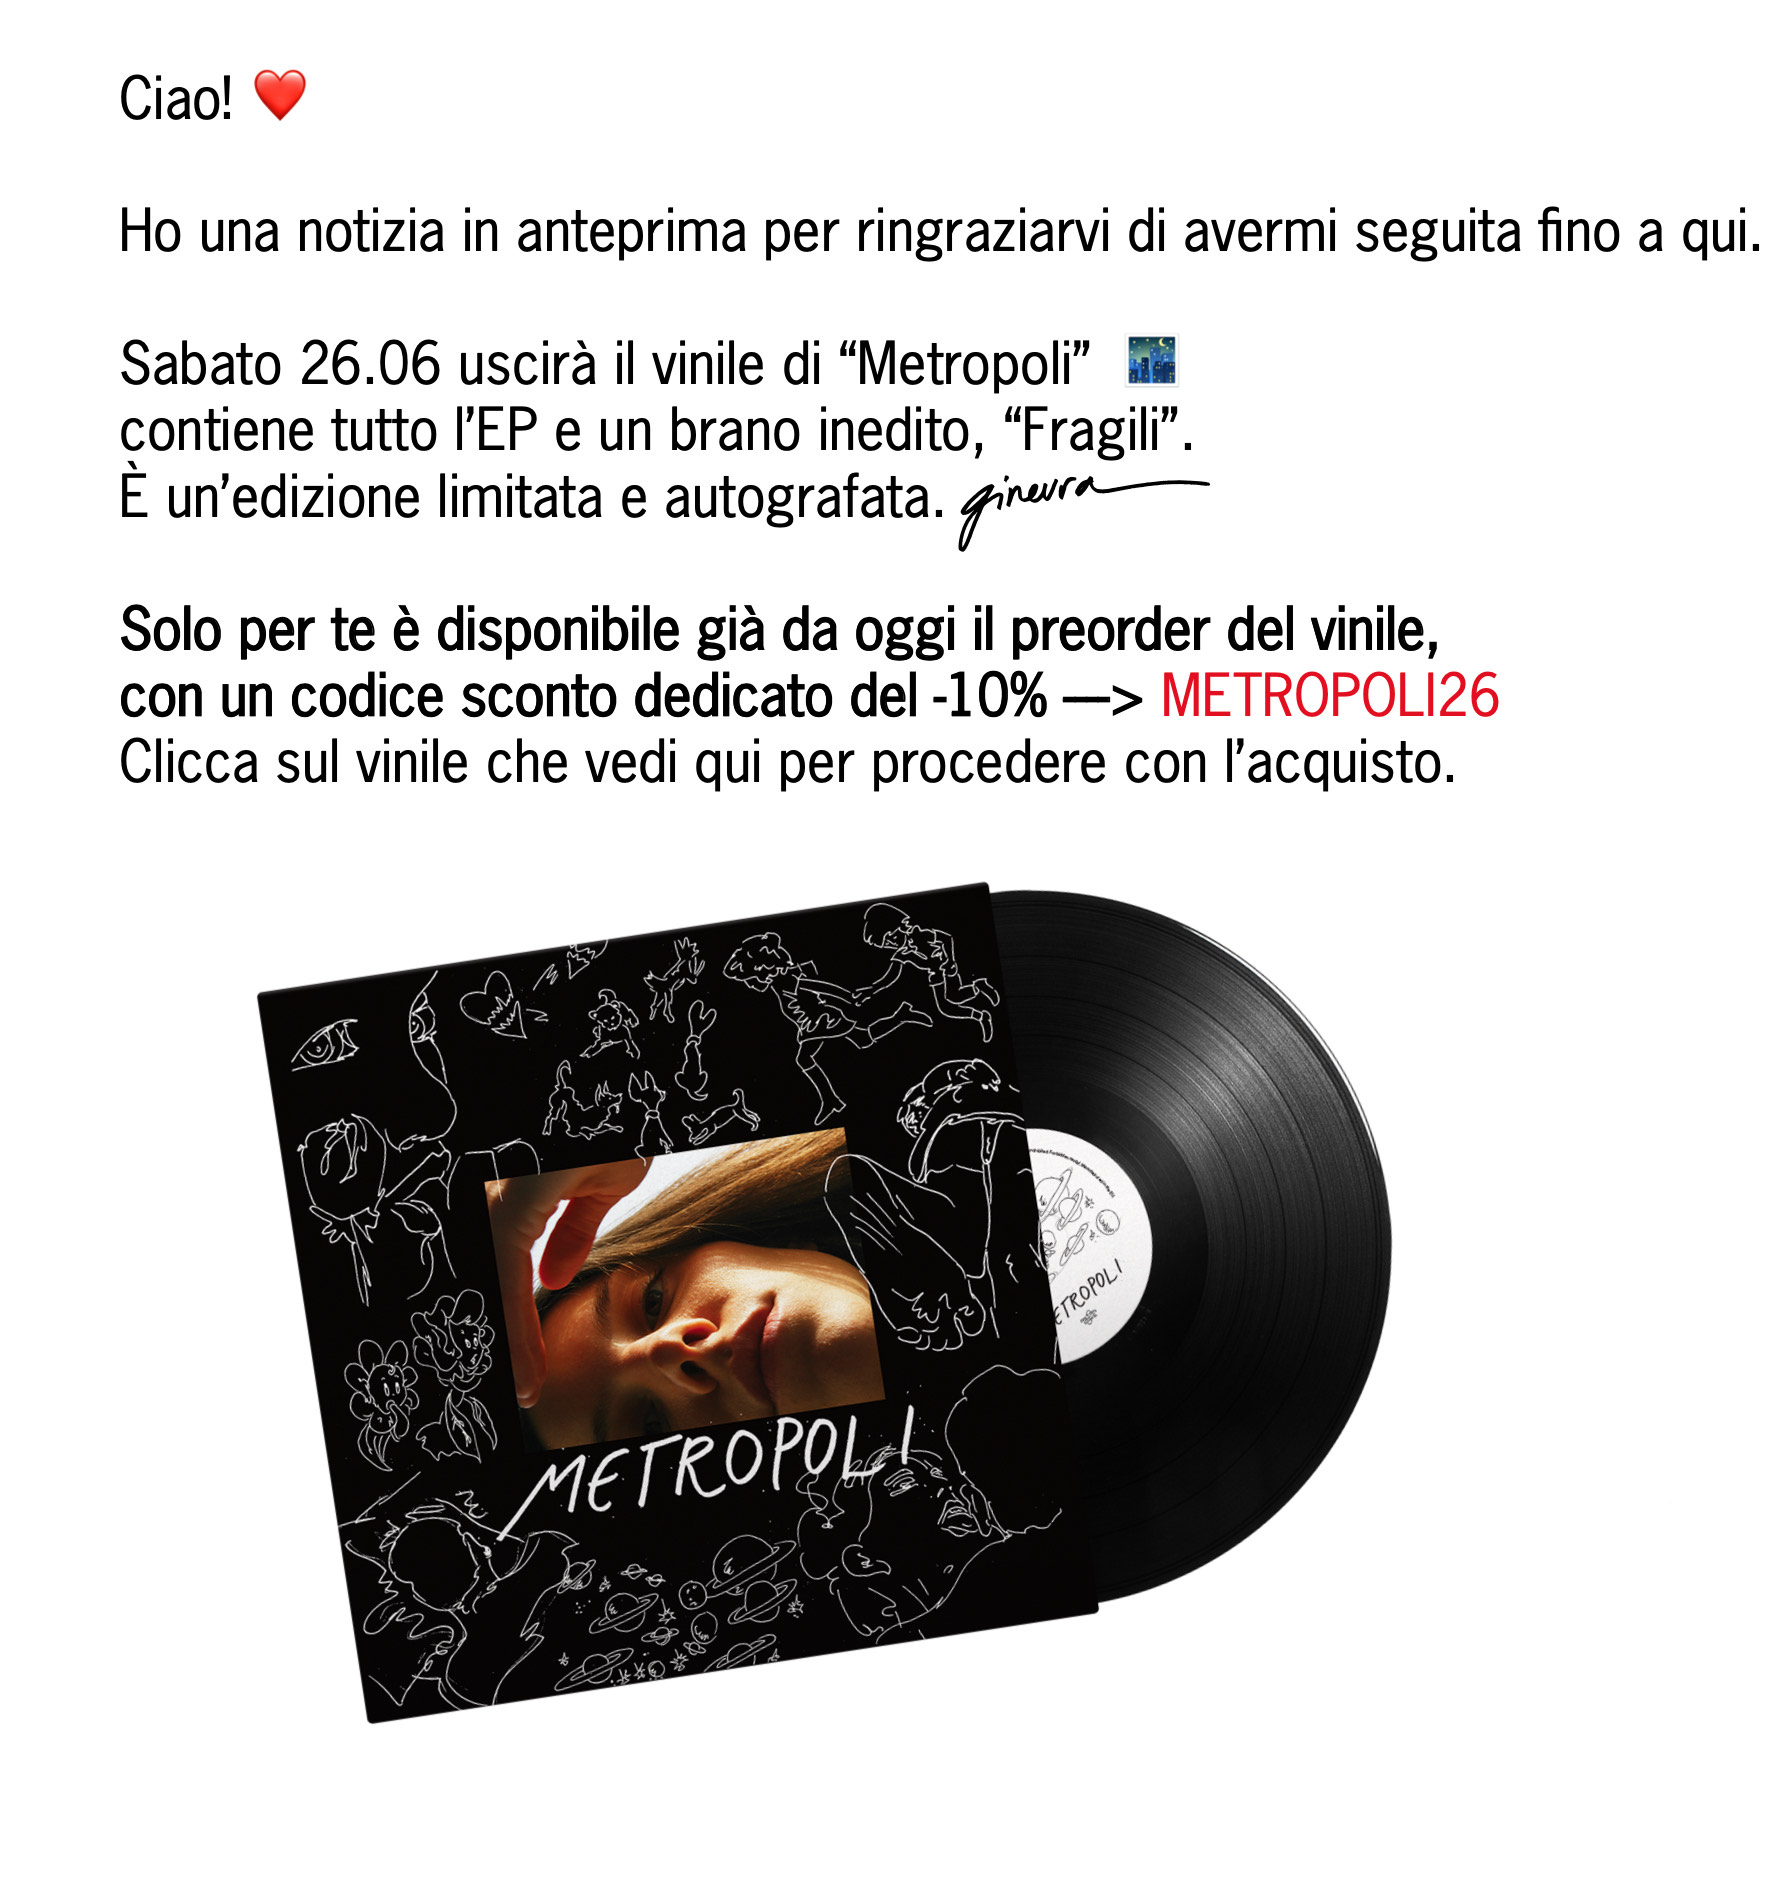 Ciao! ❤️
Ho una notizia in anteprima per ringraziarvi di avermi seguita fino a qui.
Sabato 26.06 uscirà il vinile di “Metropoli” 🌃
contiene tutto l’EP e un brano inedito, “Fragili”.
È un’edizione limitata e autografata. ginevra
Solo per te è disponibile già da oggi il preorder del vinile,
con un codice sconto dedicato del -10% —> METROPOLI26
Clicca sul vinile che vedi qui per procedere con l’acquisto.
METROPOLI
ETROPOLI